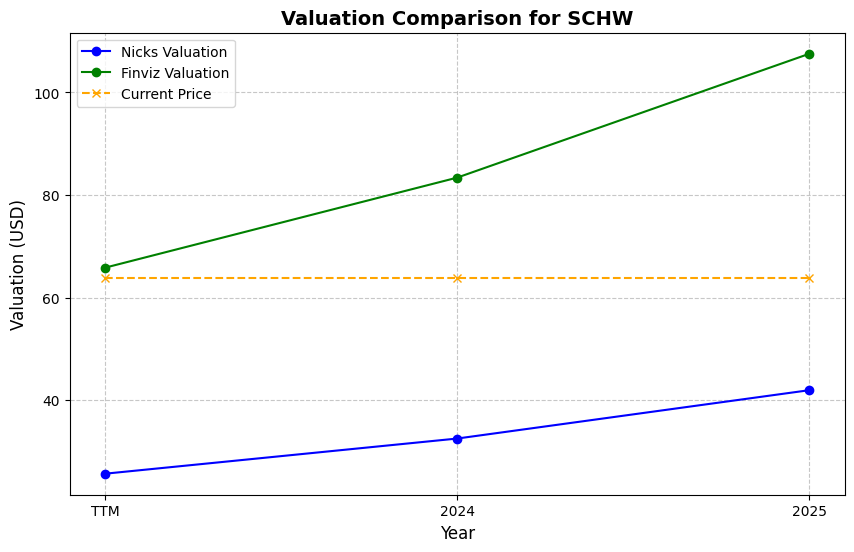 Valuation Comparison for SCHW
Nicks Valuation
Finviz Valuation
Current Price
Valuation (USD)
100
80
60
40
TTM
2024
2025
Year